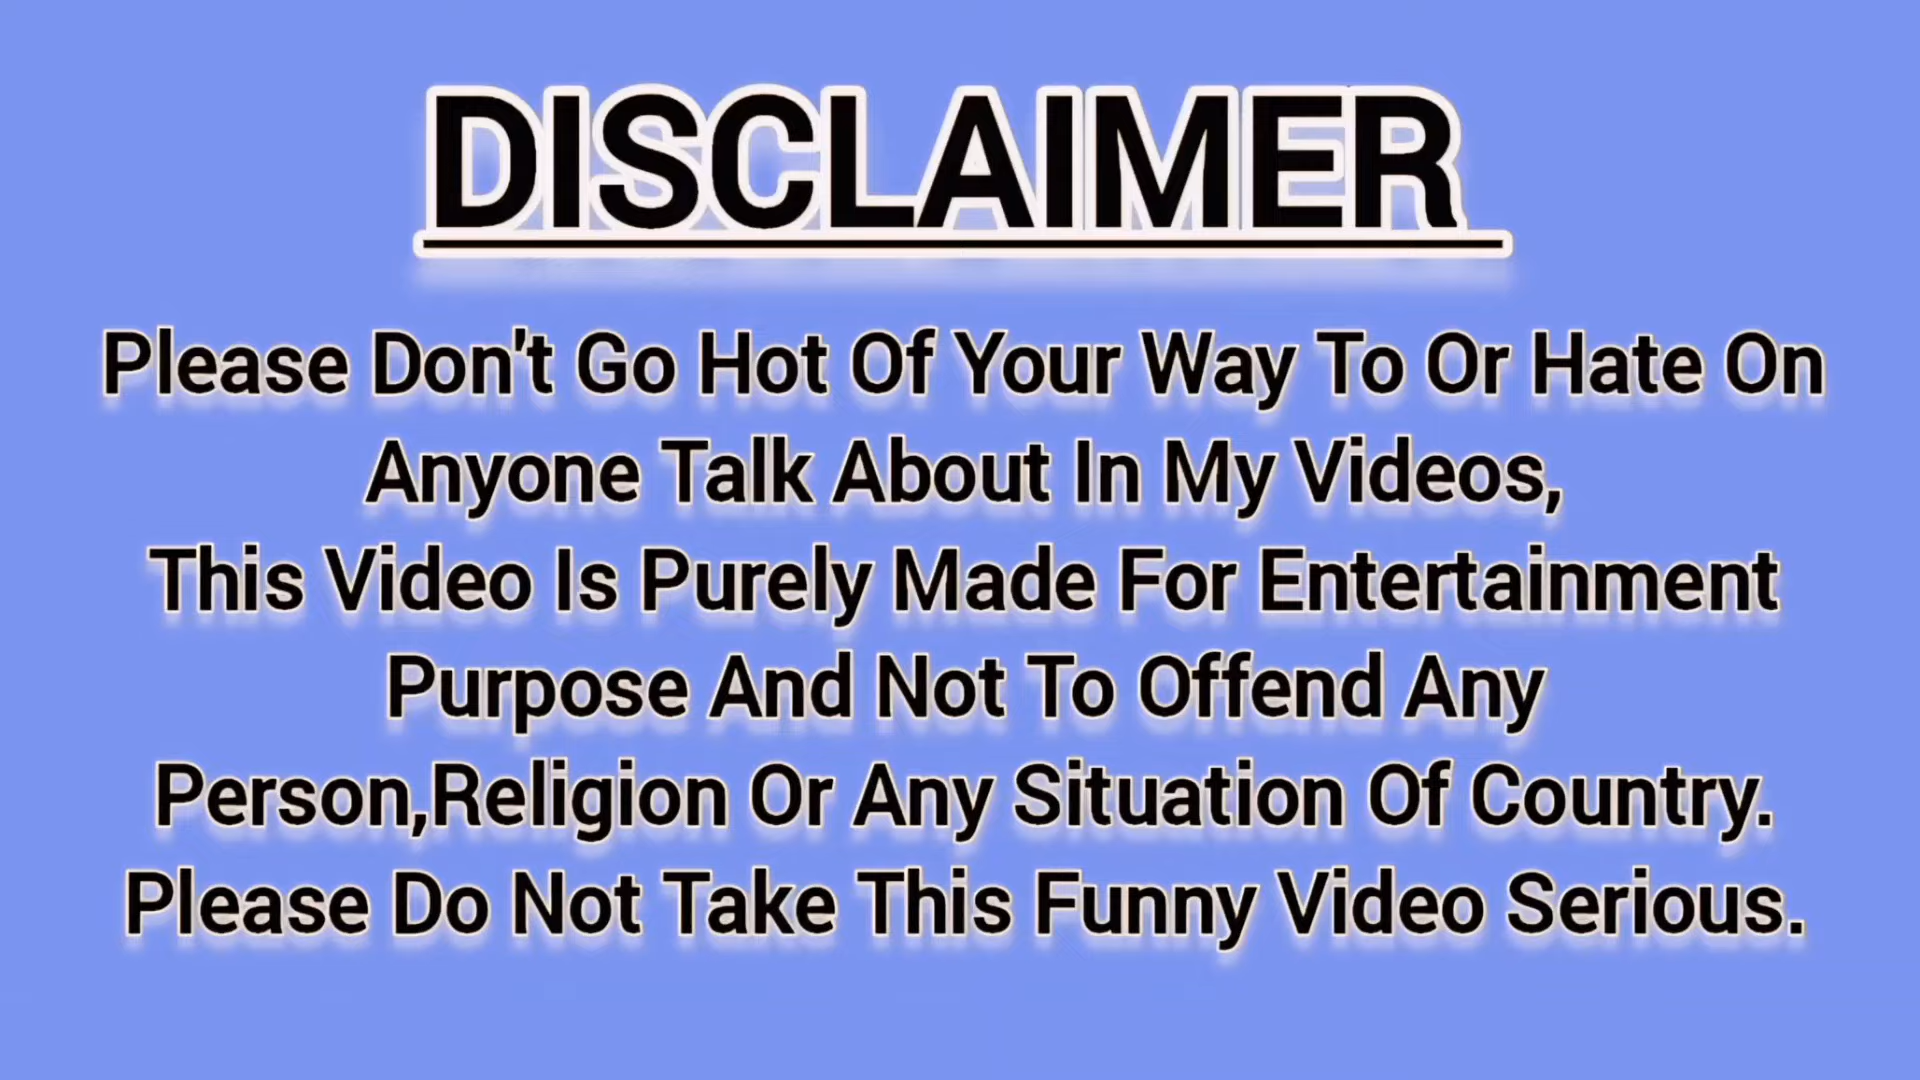 DISCLAIMER
Please Don't Go Hot Of Your Way To Or Hate On
Anyone Talk About In My Videos,
This Video Is Purely Made For Entertainment
Purpose And Not To Offend Any
Person,Religion Or Any Situation Of Country.
Please Do Not Take This Funny Video Serious.